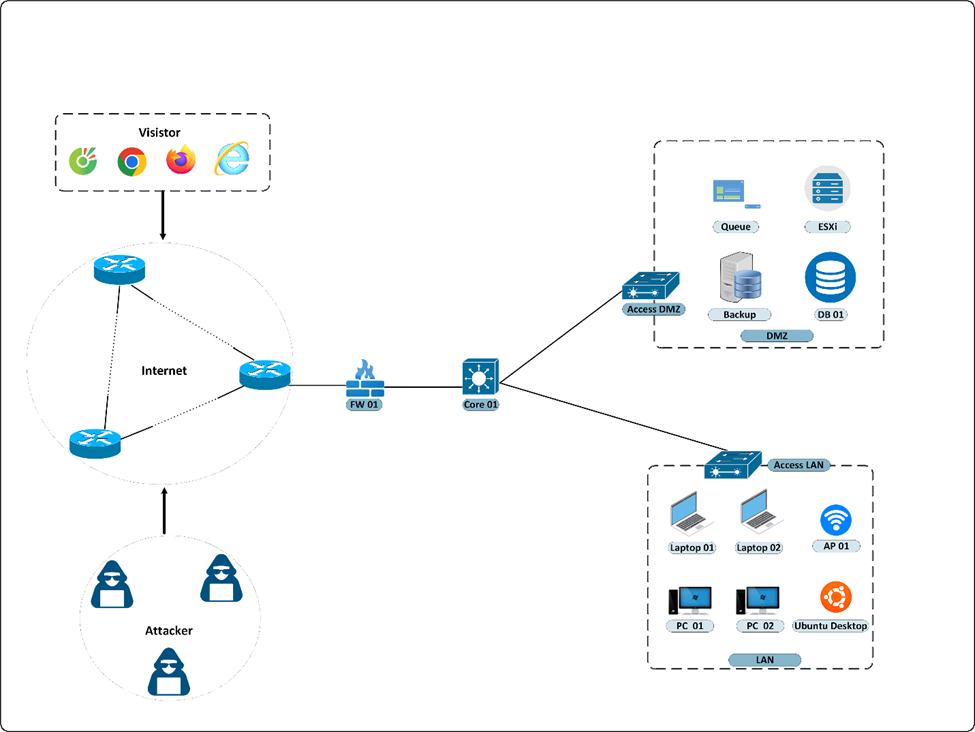 Visistor
Internet
Attacker
FW 01
Core 01
Access DMZ
Queue
ESXi
Backup
DB 01
DMZ
Access LAN
Laptop 01
Laptop 02
AP 01
PC 01
PC 02
Ubuntu Desktop
LAN